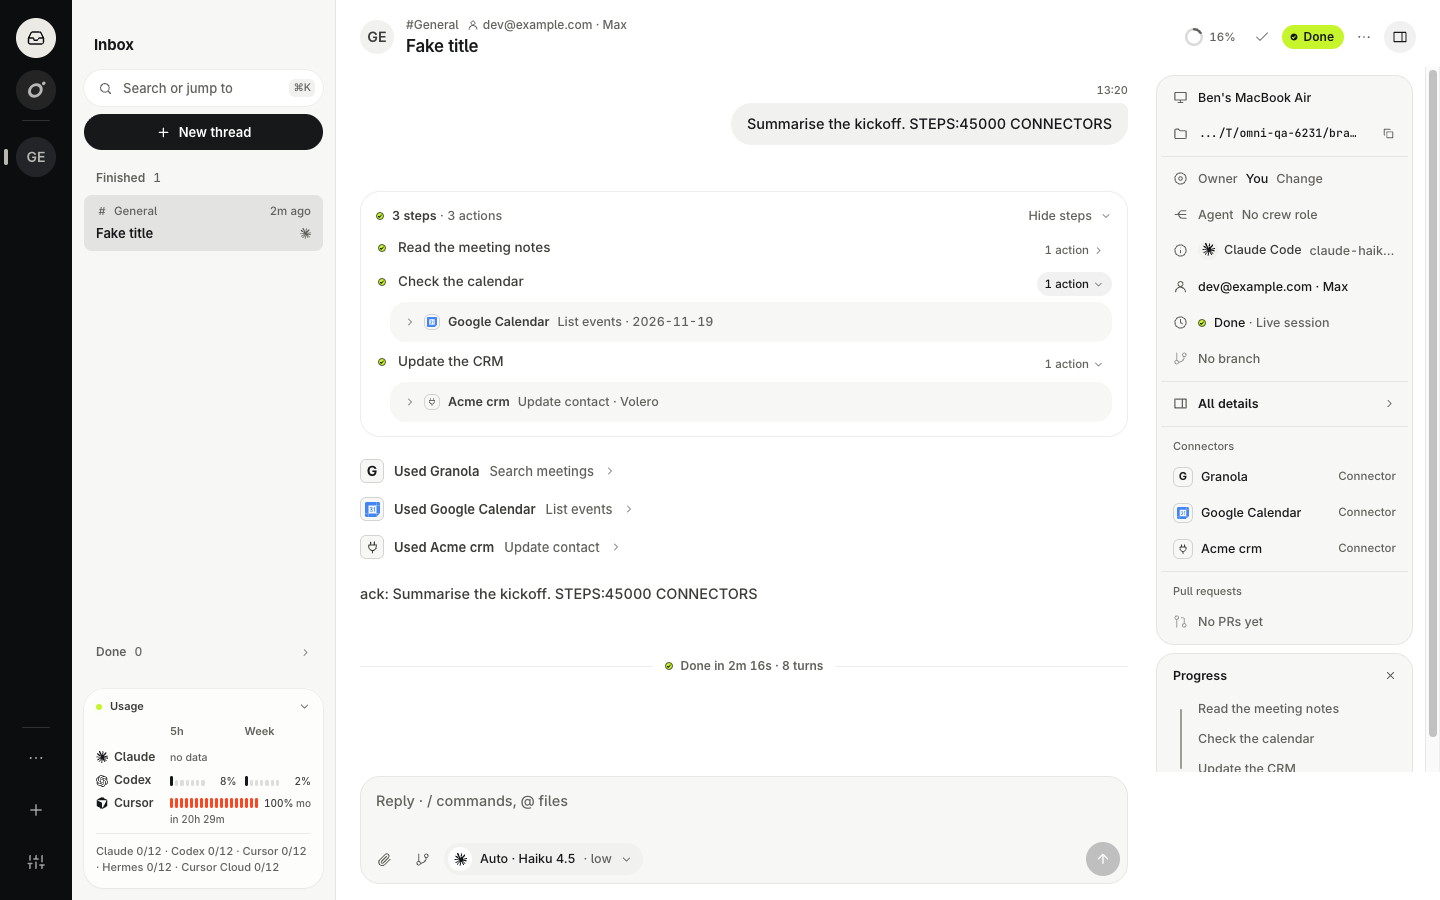 Inbox
Search or jump to
⌘K
New thread
GE
Finished 1
# General 2m ago
Fake title
Done 0
Usage
5h Week
Claude no data
Codex 8% 2%
Cursor 100% mo
in 20h 29m
Claude 0/12 · Codex 0/12 · Cursor 0/12
· Hermes 0/12 · Cursor Cloud 0/12
GE
#General dev@example.com · Max
Fake title
16%
Done
13:20
Summarise the kickoff. STEPS:45000 CONNECTORS
3 steps · 3 actions Hide steps
Read the meeting notes 1 action
Check the calendar 1 action
Google Calendar List events · 2026-11-19
Update the CRM 1 action
Acme crm Update contact · Volero
G Used Granola Search meetings
Used Google Calendar List events
Used Acme crm Update contact
ack: Summarise the kickoff. STEPS:45000 CONNECTORS
Done in 2m 16s · 8 turns
Reply · / commands, @ files
Auto · Haiku 4.5 · low
Ben's MacBook Air
.../T/omni-qa-6231/bra…
Owner You Change
Agent No crew role
Claude Code claude-haik...
dev@example.com · Max
Done · Live session
No branch
All details
Connectors
G Granola Connector
Google Calendar Connector
Acme crm Connector
Pull requests
No PRs yet
Progress
Read the meeting notes
Check the calendar
Update the CRM